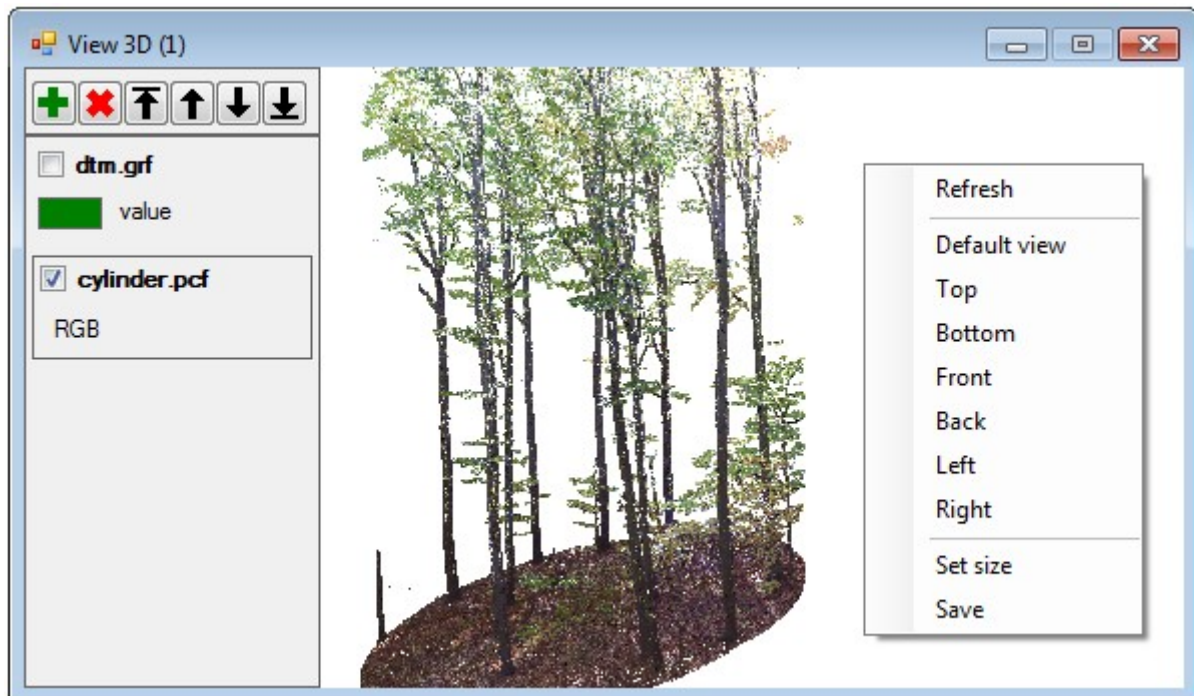 View 3D (1)
dtm.grf
value
cylinder.pcf
RGB
Refresh
Default view
Top
Bottom
Front
Back
Left
Right
Set size
Save